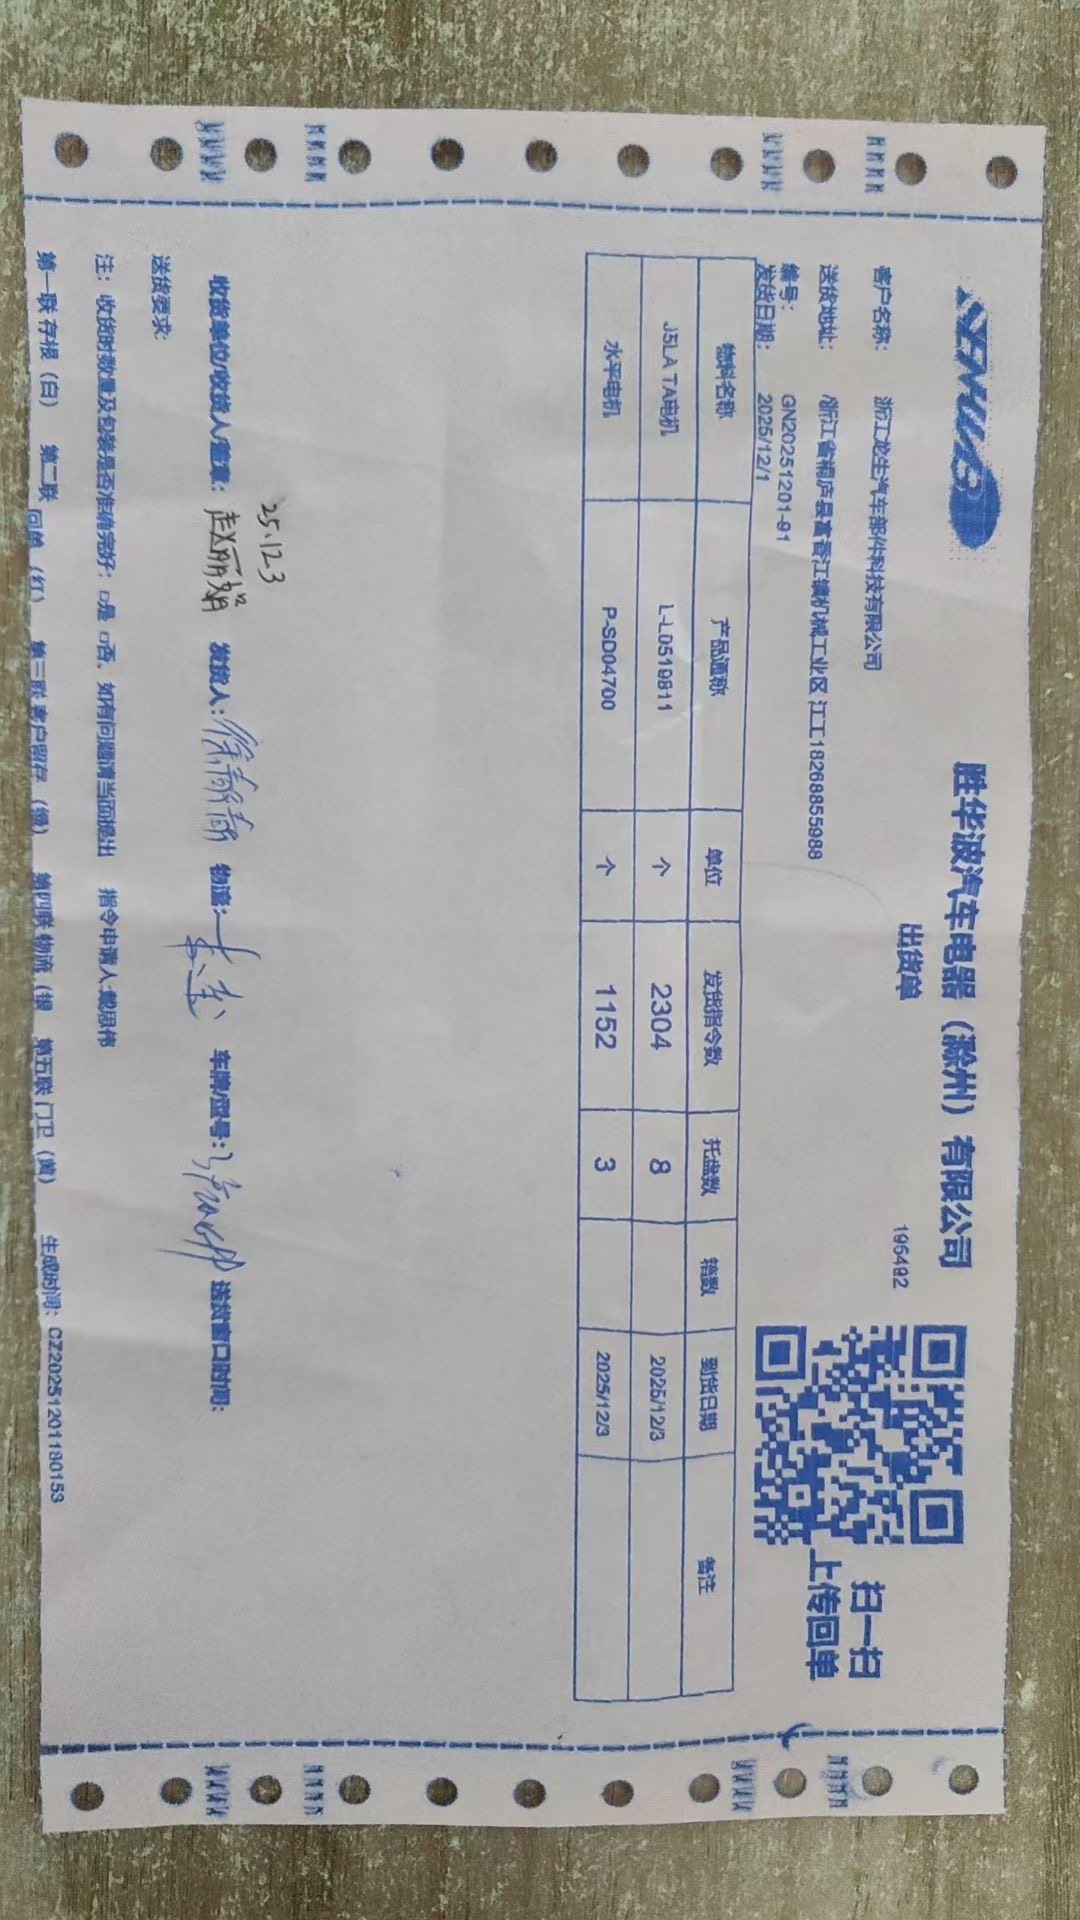 SHB
胜华波汽车电器（滁州）有限公司
出货单
195492
扫一扫
上传回单
客户名称： 浙江龙生汽车部件科技有限公司
送货地址： 浙江省桐庐县富春江镇机械工业区 江工18268855988
编号： GN20251201-91
发货日期： 2025/12/1
物料名称 产品通称 单位 发货指令数 托盘数 箱数 到货日期 备注
J5LA TA电机 L-L0519811 个 2304 8 2025/12/3
水平电机 P-SD04700 个 1152 3 2025/12/3
25.12.3
收货单位/收货人/签章： 赵丽娟 发货人： 物流： 车牌/型号： 送货窗口时间：
送货要求：
注：收货时数量及包装是否准确完好：□是 □否，如有问题请当面提出 指令申请人:戴思伟
第一联 存根（白） 第二联 回单（红） 第三联 客户留存（绿） 第四联 物流（银 第五联 门卫（黄） 生成时间：CZ20251201180153